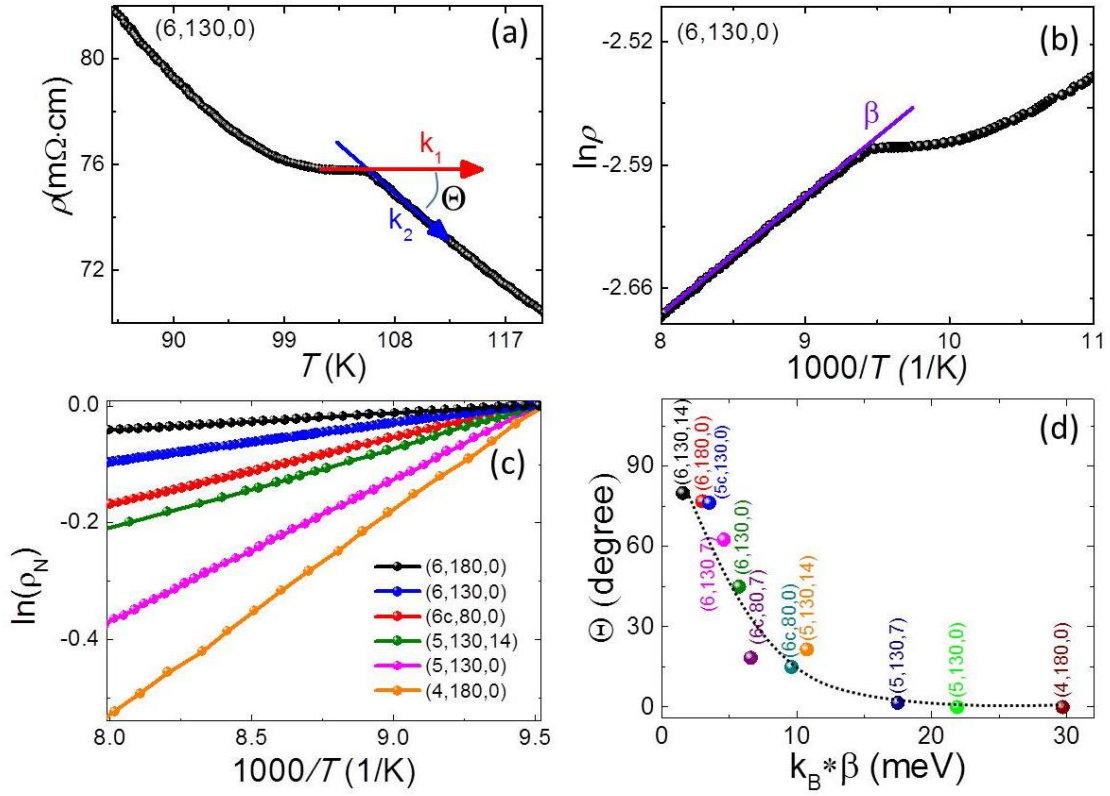 (6,130,0)
(a)
80
76
72
ρ(mΩ·cm)
k₁
Θ
k₂
90
99
108
117
T (K)
(6,130,0)
(b)
-2.52
-2.59
-2.66
lnρ
β
8
9
10
11
1000/T (1/K)
(c)
0.0
-0.2
-0.4
ln(ρN)
(6,180,0)
(6,130,0)
(6c,80,0)
(5,130,14)
(5,130,0)
(4,180,0)
8.0
8.5
9.0
9.5
1000/T (1/K)
(d)
90
60
30
0
Θ (degree)
(6,130,14)
(6,180,0)
(5c,130,0)
(6,130,7)
(6,130,0)
(6c,80,7)
(6c,80,0)
(5,130,14)
(5,130,7)
(5,130,0)
(4,180,0)
0
10
20
30
kB*β (meV)